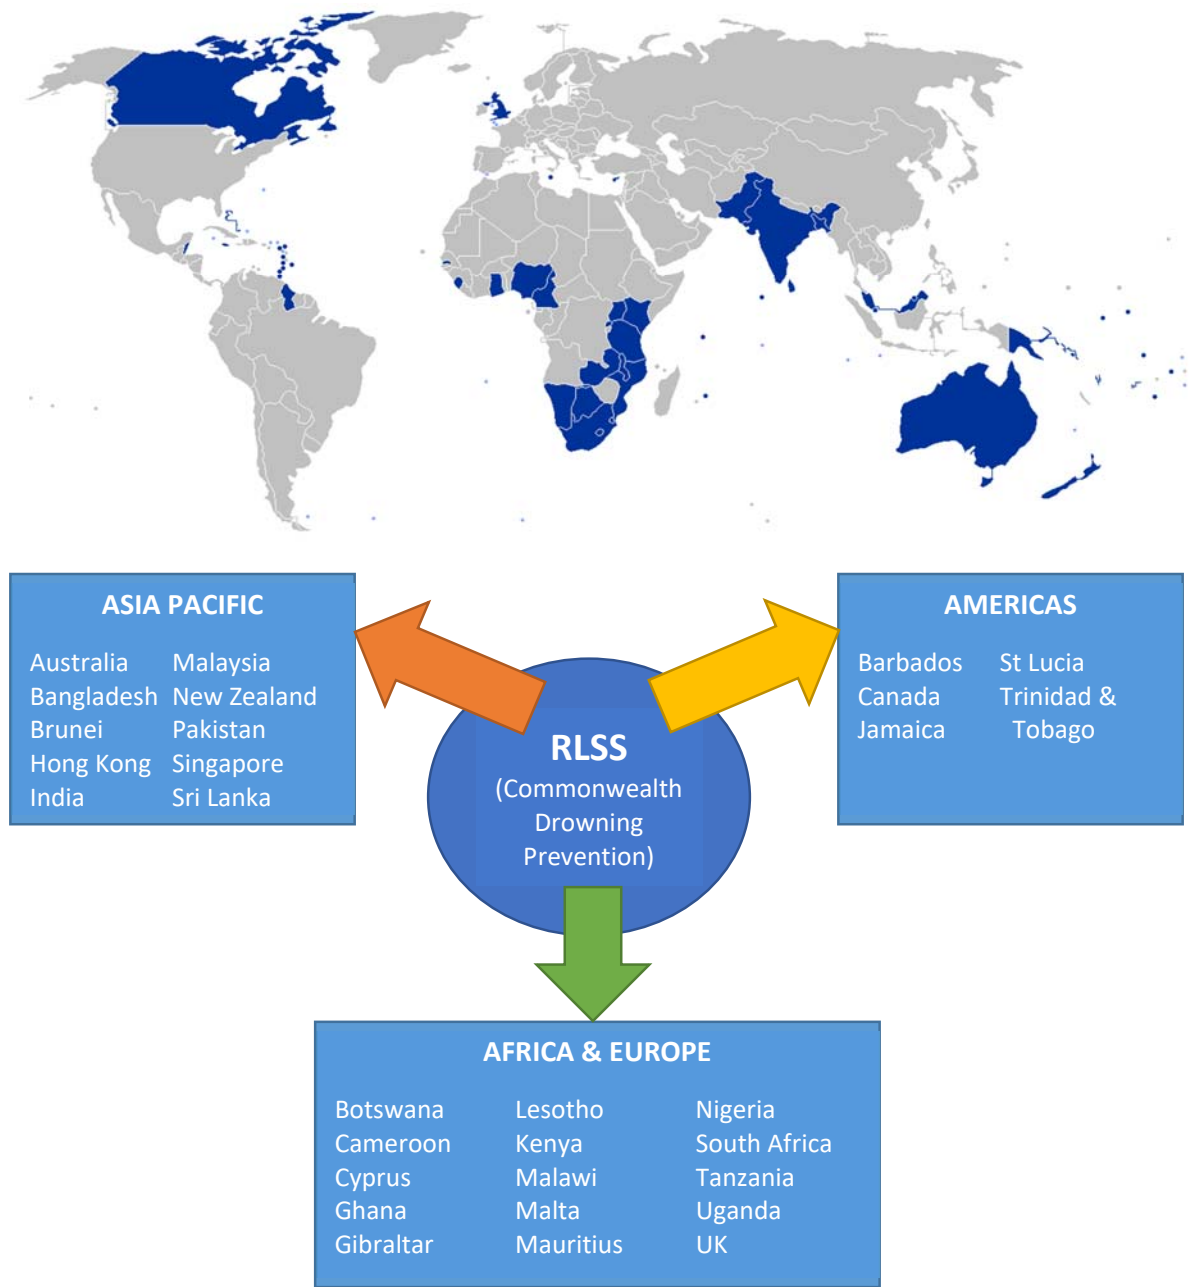 ASIA PACIFIC
Australia Malaysia
Bangladesh New Zealand
Brunei Pakistan
Hong Kong Singapore
India Sri Lanka
AMERICAS
Barbados St Lucia
Canada Trinidad &
Jamaica Tobago
RLSS
(Commonwealth
Drowning
Prevention)
AFRICA & EUROPE
Botswana Lesotho Nigeria
Cameroon Kenya South Africa
Cyprus Malawi Tanzania
Ghana Malta Uganda
Gibraltar Mauritius UK